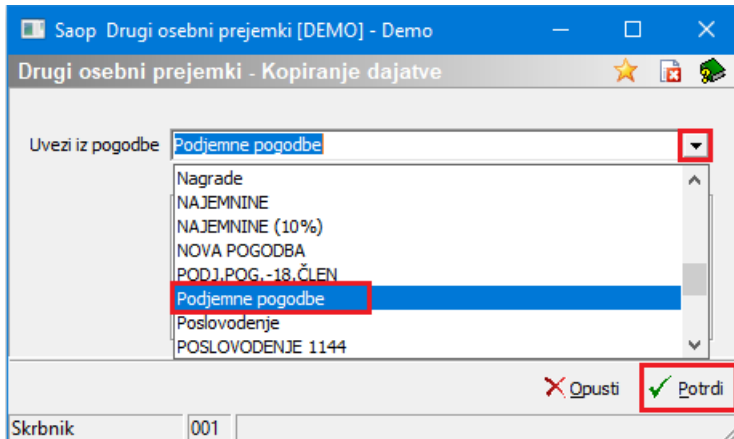 Saop Drugi osebni prejemki [DEMO] - Demo
Drugi osebni prejemki - Kopiranje dajatve
Uvezi iz pogodbe Podjemne pogodbe
Nagrade
NAJEMNINE
NAJEMNINE (10%)
NOVA POGODBA
PODJ.POG.-18.ČLEN
Podjemne pogodbe
Poslovodenje
POSLOVODENJE 1144
Opusti Potrdi
Skrbnik 001